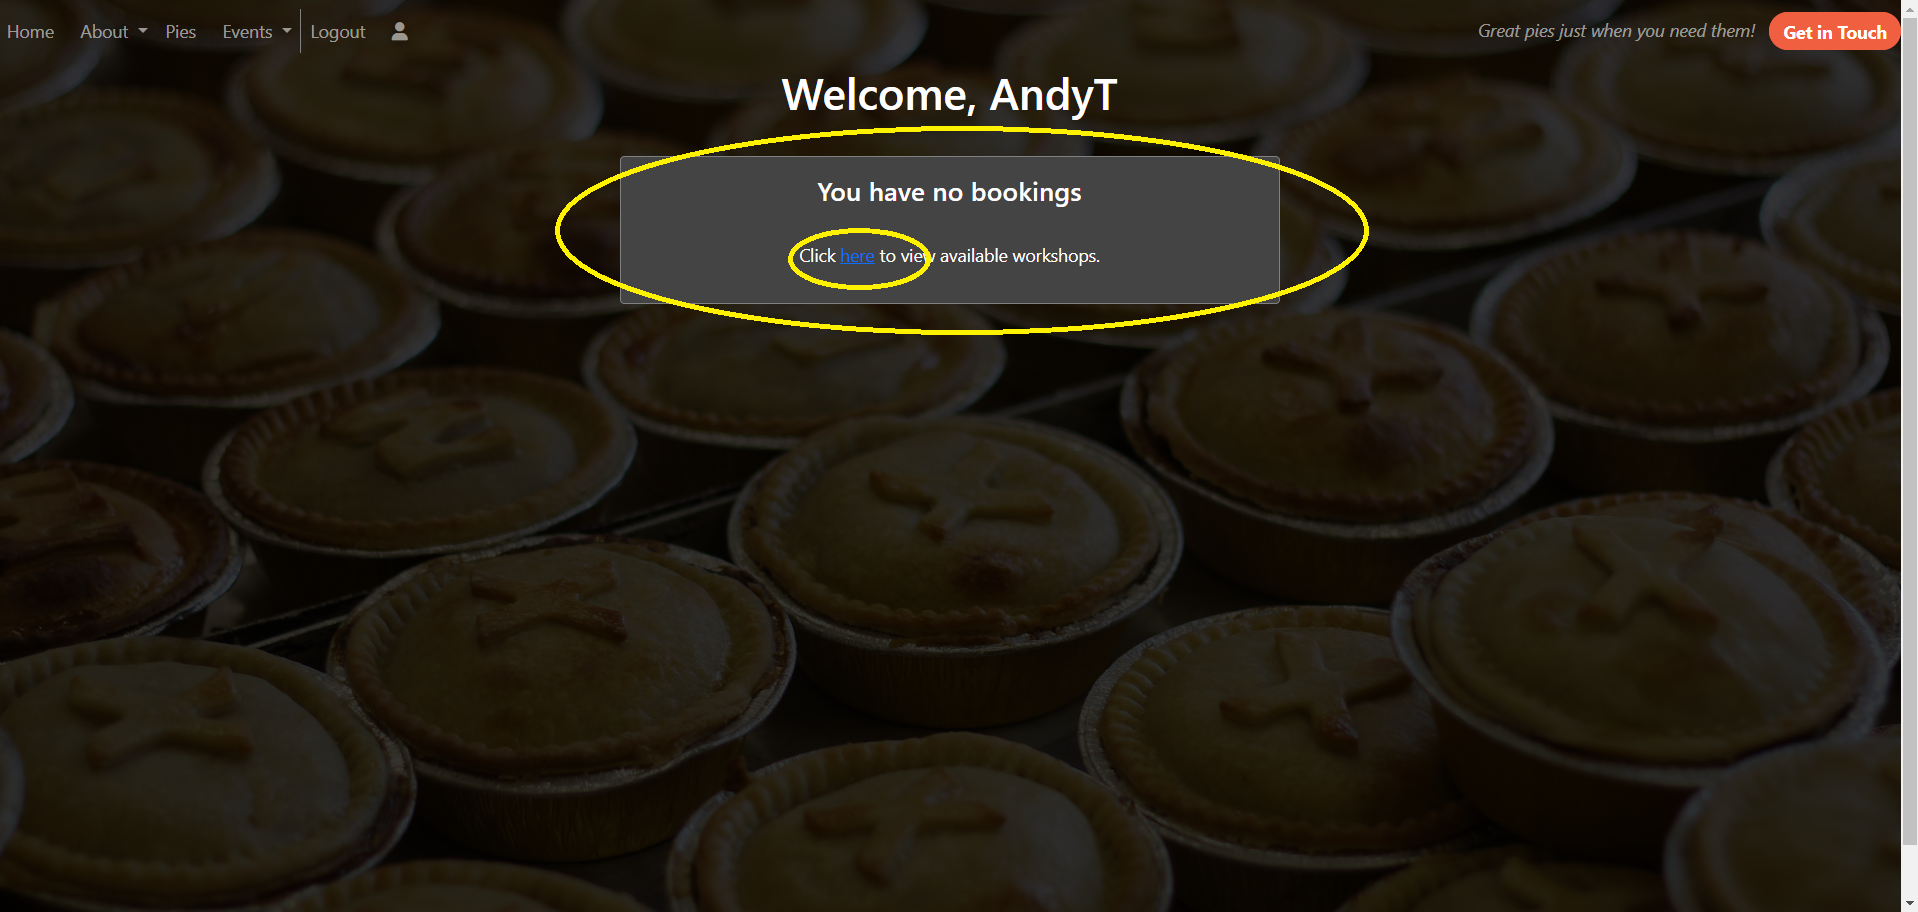 Home About Pies Events Logout Great pies just when you need them! Get in Touch
Welcome, AndyT
You have no bookings
Click here to view available workshops.